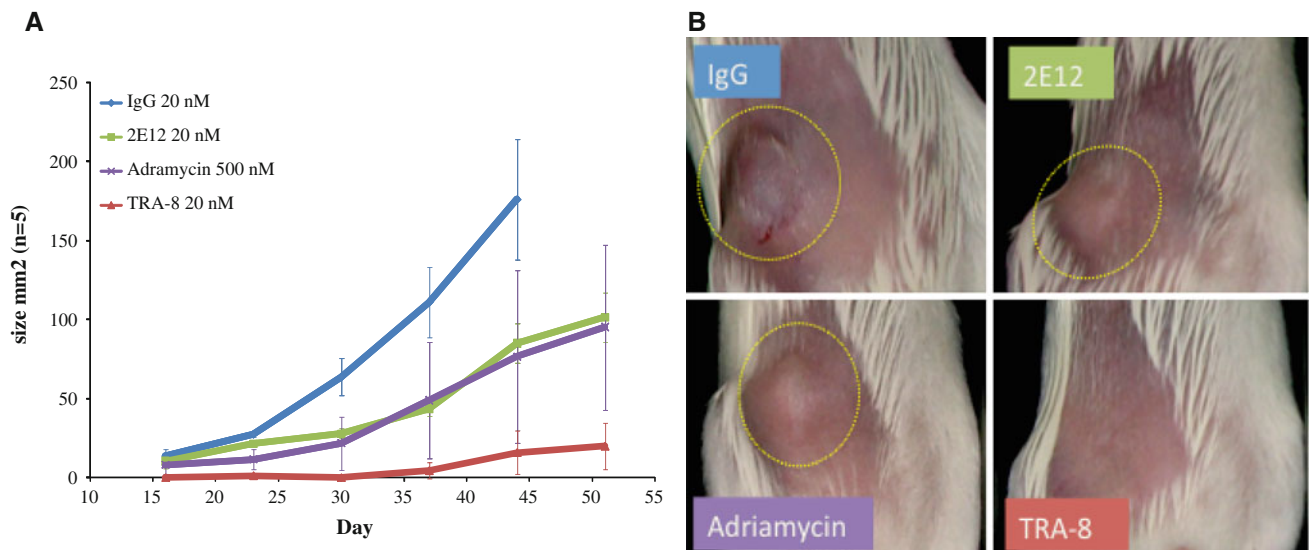 A
250
200
150
100
50
0
size mm2 (n=5)
IgG 20 nM
2E12 20 nM
Adramycin 500 nM
TRA-8 20 nM
10 15 20 25 30 35 40 45 50 55
Day
B
IgG
2E12
Adriamycin
TRA-8